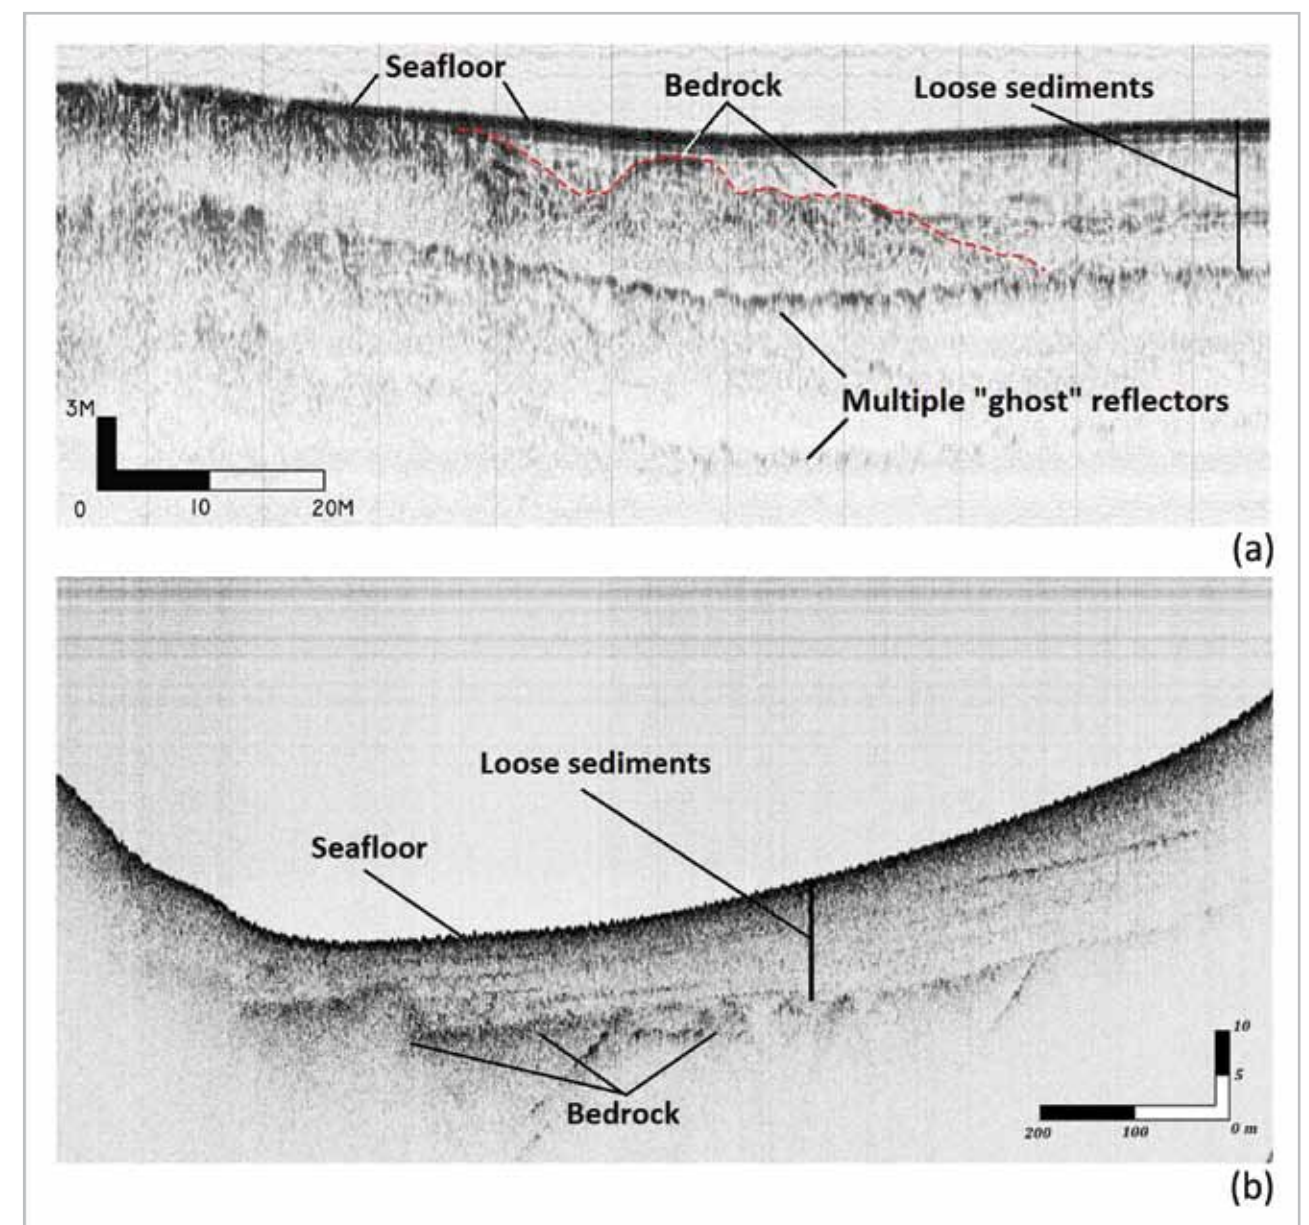 Seafloor
Bedrock
Loose sediments
Multiple "ghost" reflectors
3M
0 10 20M
(a)
Loose sediments
Seafloor
Bedrock
10
5
200 100 0 m
(b)